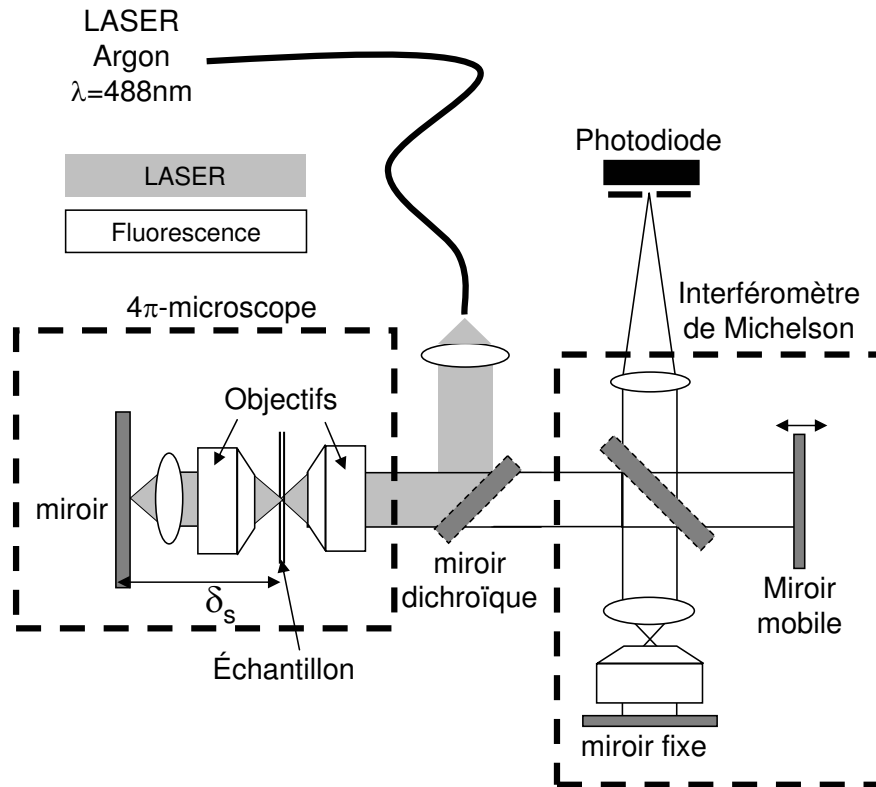 LASER
Argon
λ=488nm
LASER
Fluorescence
4π-microscope
Photodiode
Interféromètre
de Michelson
Objectifs
miroir
δs
Échantillon
miroir
dichroïque
Miroir
mobile
miroir fixe